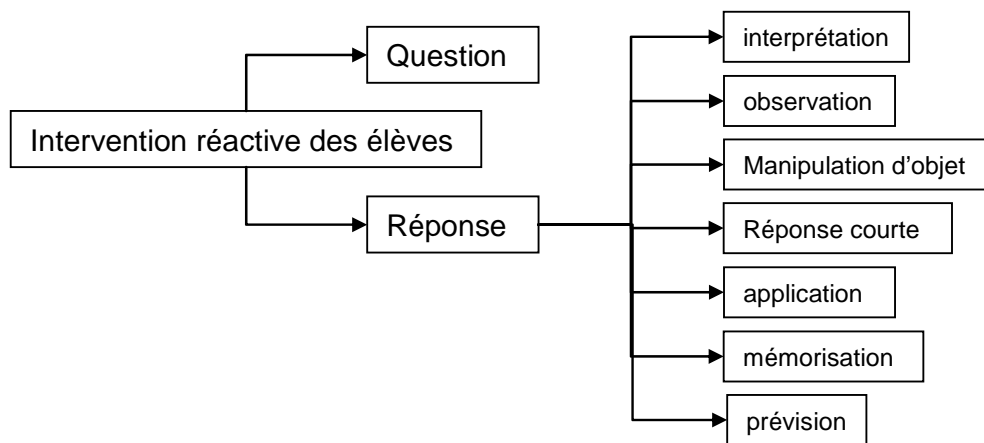 Intervention réactive des élèves
Question
Réponse
interprétation
observation
Manipulation d’objet
Réponse courte
application
mémorisation
prévision